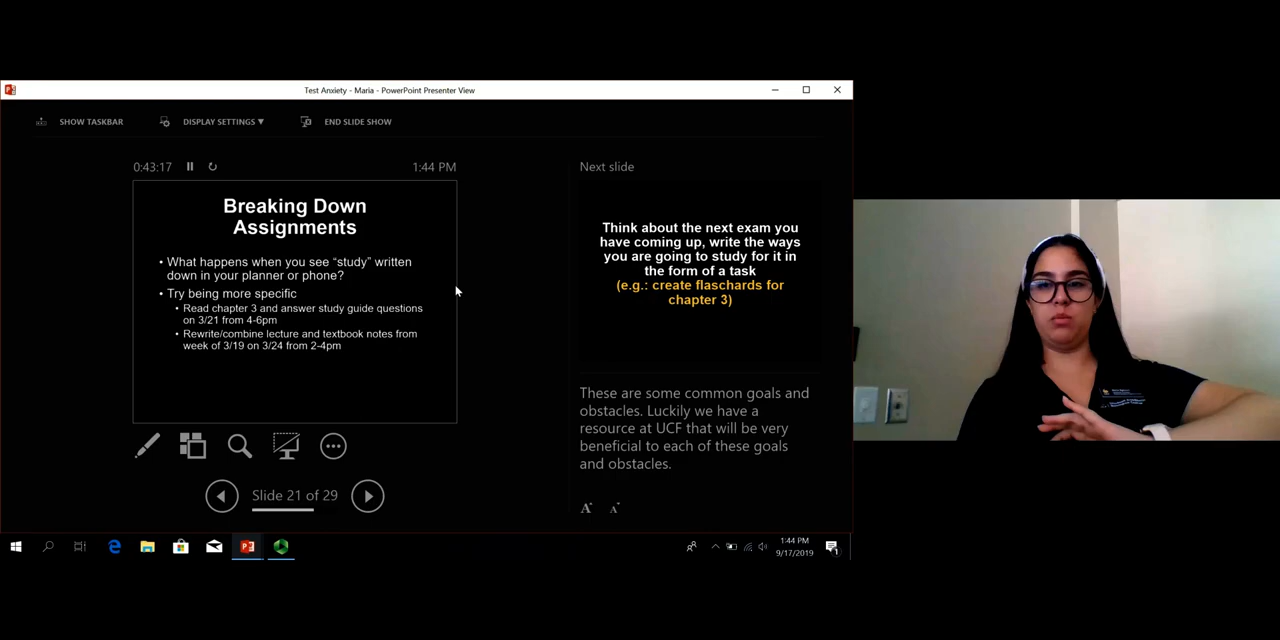 Test Anxiety - Maria - PowerPoint Presenter View
SHOW TASKBAR
DISPLAY SETTINGS ▼
END SLIDE SHOW
0:43:17
1:44 PM
Breaking Down
Assignments
• What happens when you see “study” written
down in your planner or phone?
• Try being more specific
• Read chapter 3 and answer study guide questions
on 3/21 from 4-6pm
• Rewrite/combine lecture and textbook notes from
week of 3/19 on 3/24 from 2-4pm
Slide 21 of 29
Next slide
Think about the next exam you
have coming up, write the ways
you are going to study for it in
the form of a task
(e.g.: create flaschards for
chapter 3)
These are some common goals and
obstacles. Luckily we have a
resource at UCF that will be very
beneficial to each of these goals
and obstacles.
A A
1:44 PM
9/17/2019